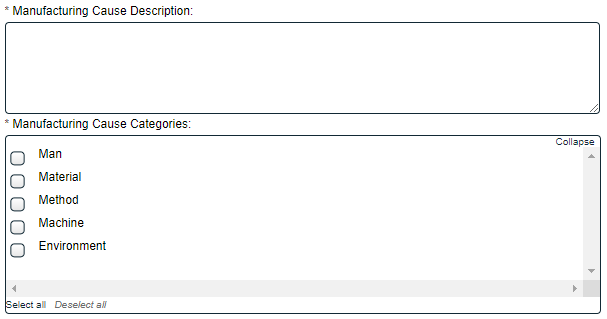 * Manufacturing Cause Description:
* Manufacturing Cause Categories:
Collapse
Man
Material
Method
Machine
Environment
Select all Deselect all